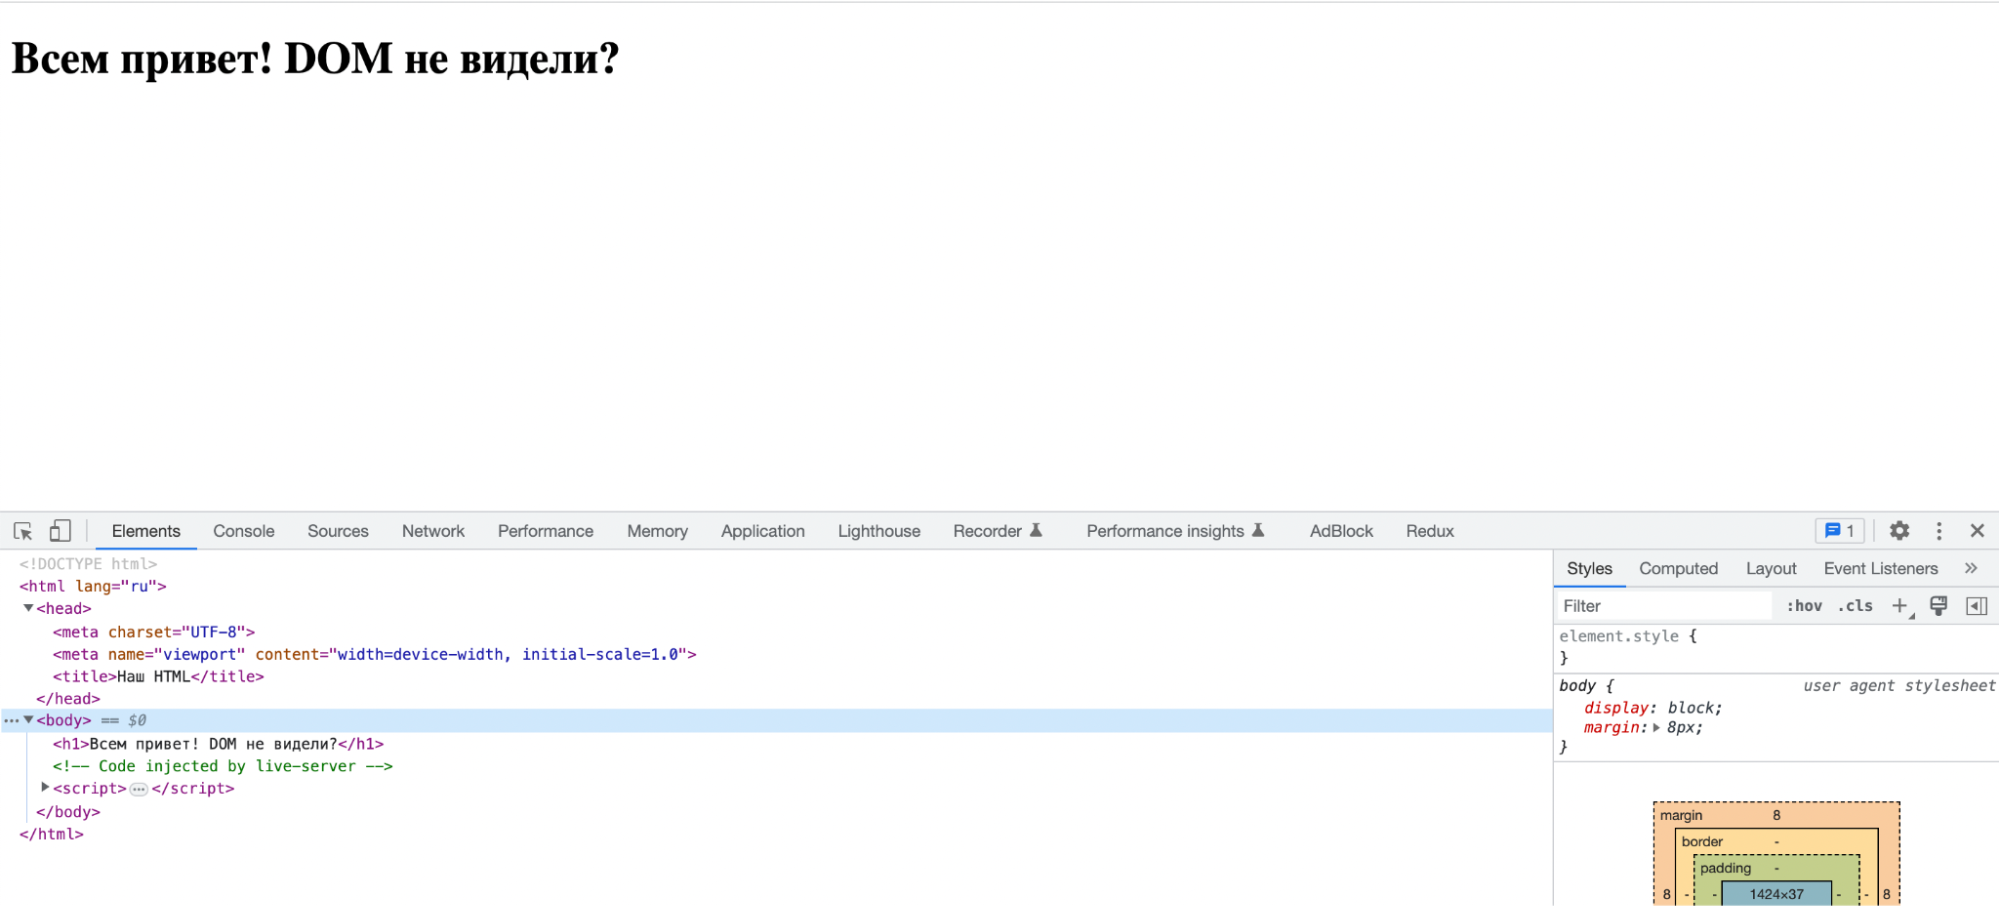 Всем привет! DOM не видели?
Elements Console Sources Network Performance Memory Application Lighthouse Recorder Performance insights AdBlock Redux 1
<!DOCTYPE html>
<html lang="ru">
<head>
<meta charset="UTF-8">
<meta name="viewport" content="width=device-width, initial-scale=1.0">
<title>Наш HTML</title>
</head>
<body> == $0
<h1>Всем привет! DOM не видели?</h1>
<!-- Code injected by live-server -->
<script>…</script>
</body>
</html>
Styles Computed Layout Event Listeners »
Filter :hov .cls +
element.style {
}
body { user agent stylesheet
display: block;
margin: 8px;
}
margin 8
border -
padding -
8 - - 1424×37 - - 8